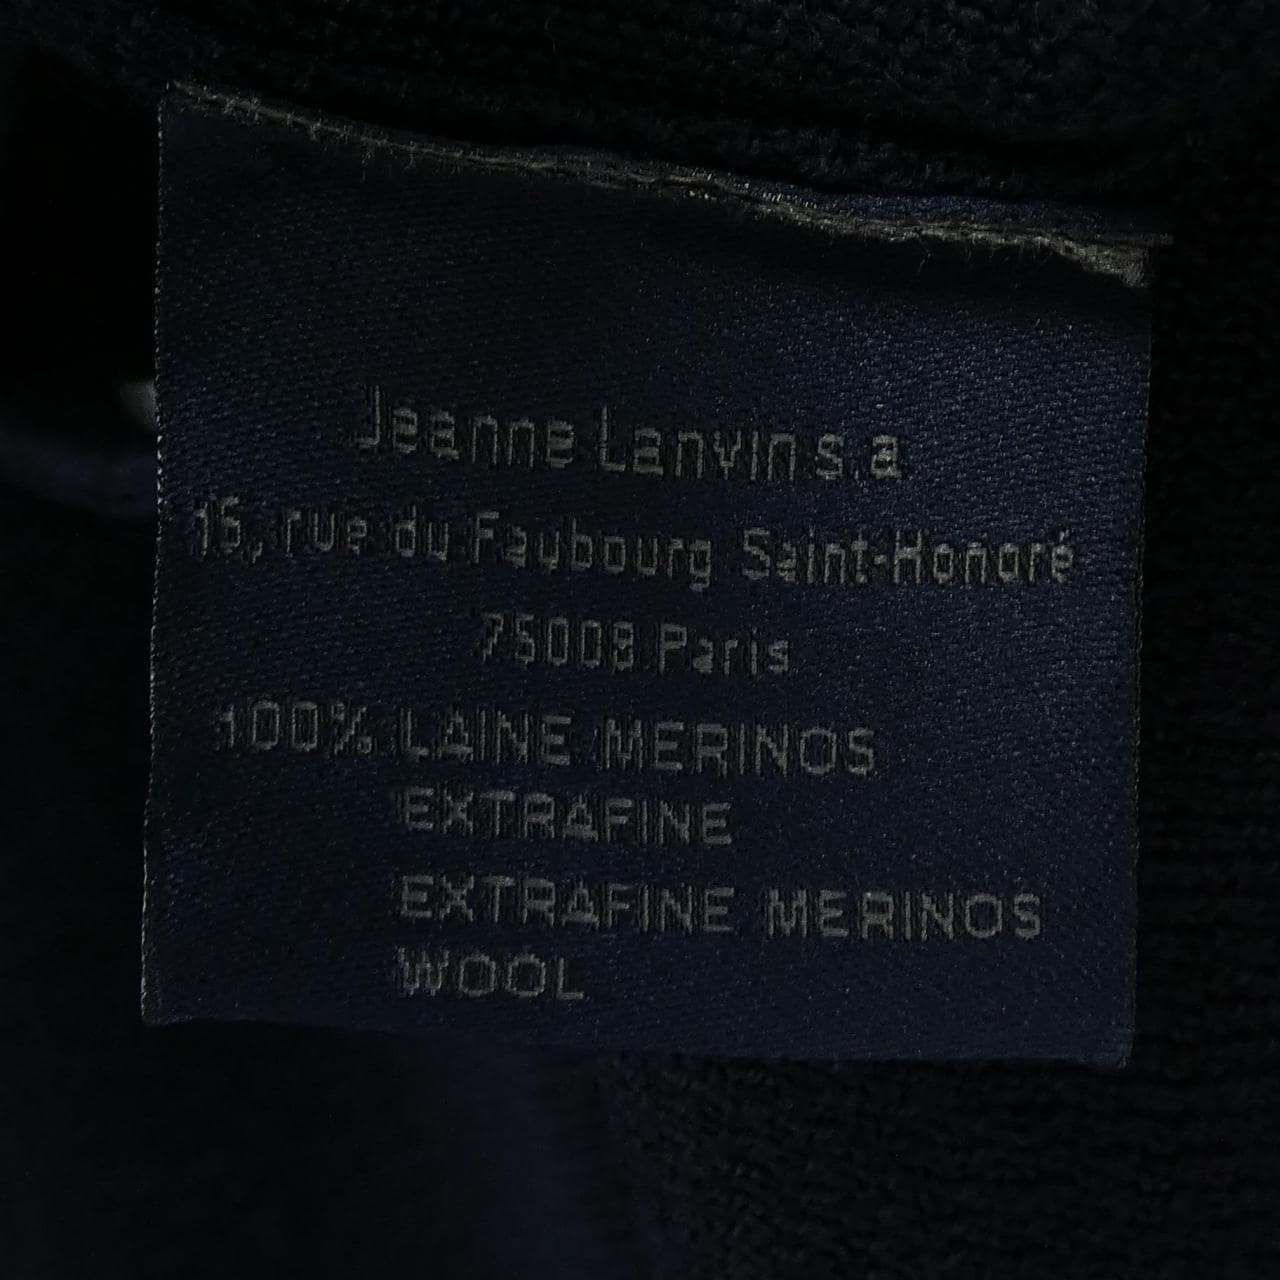 Jeanne Lanvin s.a
15, rue du Faubourg Saint-Honoré
75008 Paris
100% LAINE MERINOS
EXTRAFINE
EXTRAFINE MERINOS
WOOL